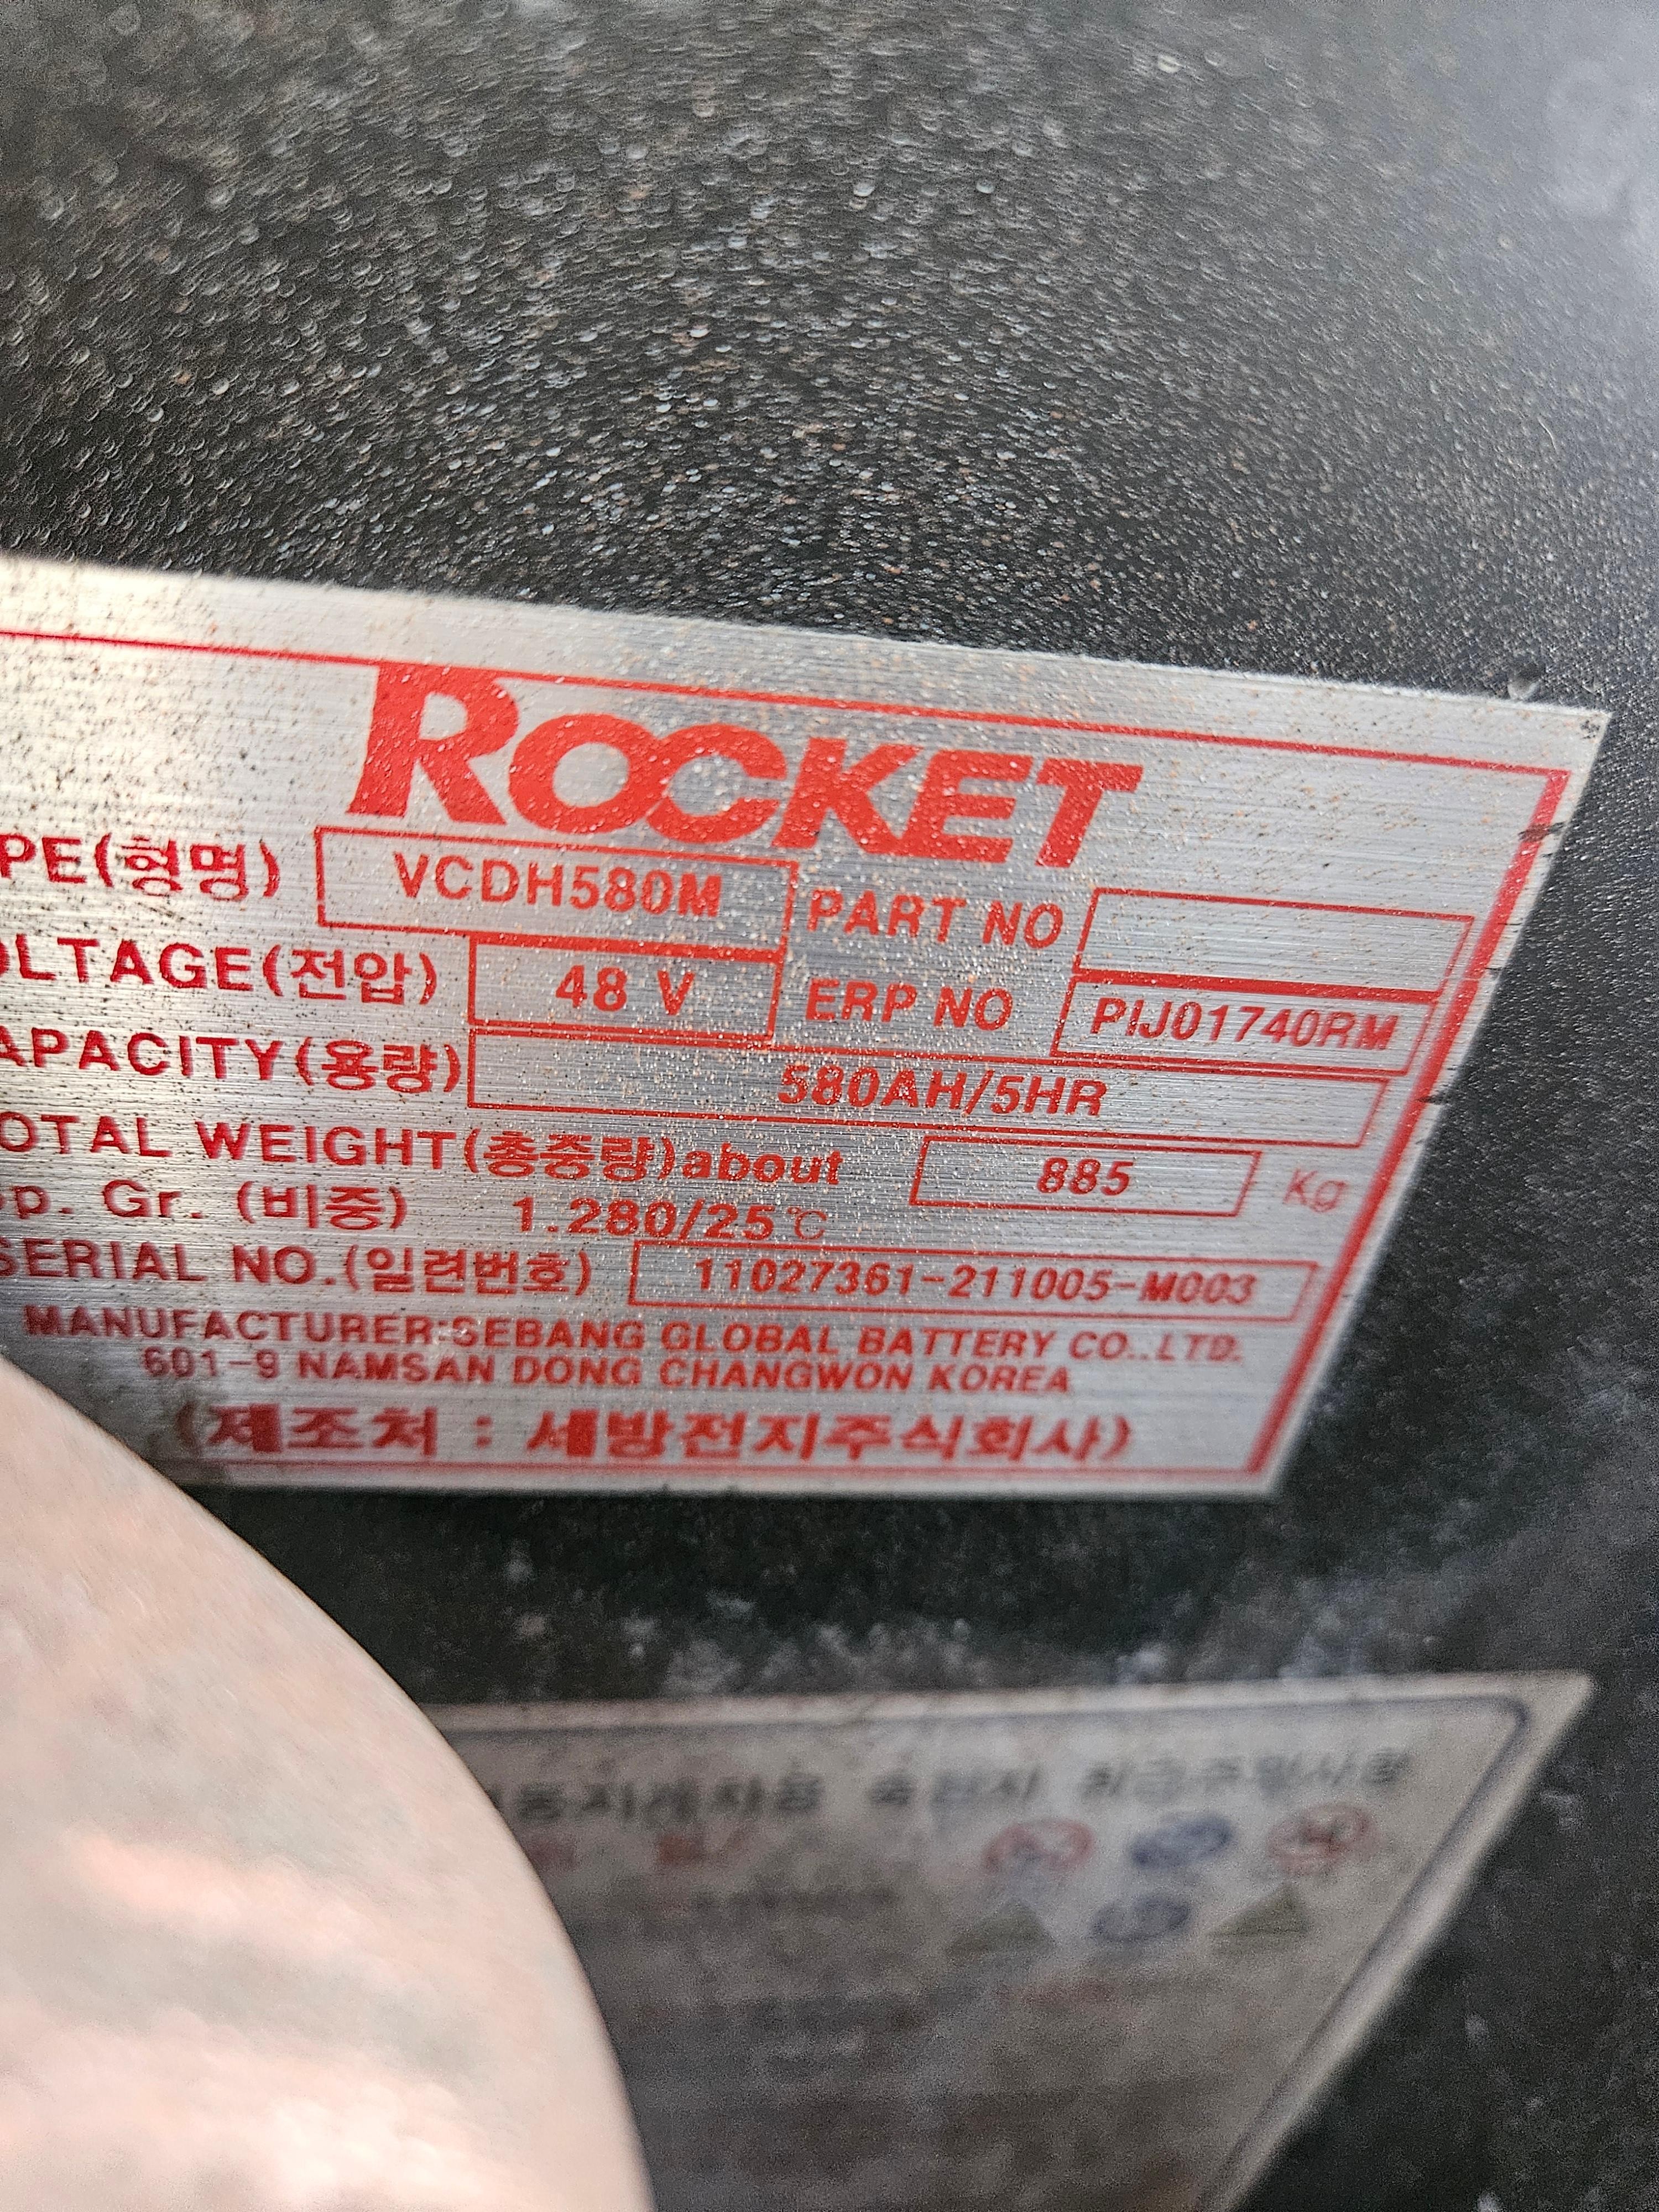 ROCKET
PE(형명) VCDH580M PART NO
OLTAGE(전압) 48 V ERP NO PIJ01740RM
APACITY(용량) 580AH/5HR
OTAL WEIGHT(총중량)about 885 Kg
p. Gr. (비중) 1.280/25℃
SERIAL NO.(일련번호) 11027361-211005-M003
MANUFACTURER:SEBANG GLOBAL BATTERY CO..LTD.
601-9 NAMSAN DONG CHANGWON KOREA
(제조처 : 세방전지주식회사)